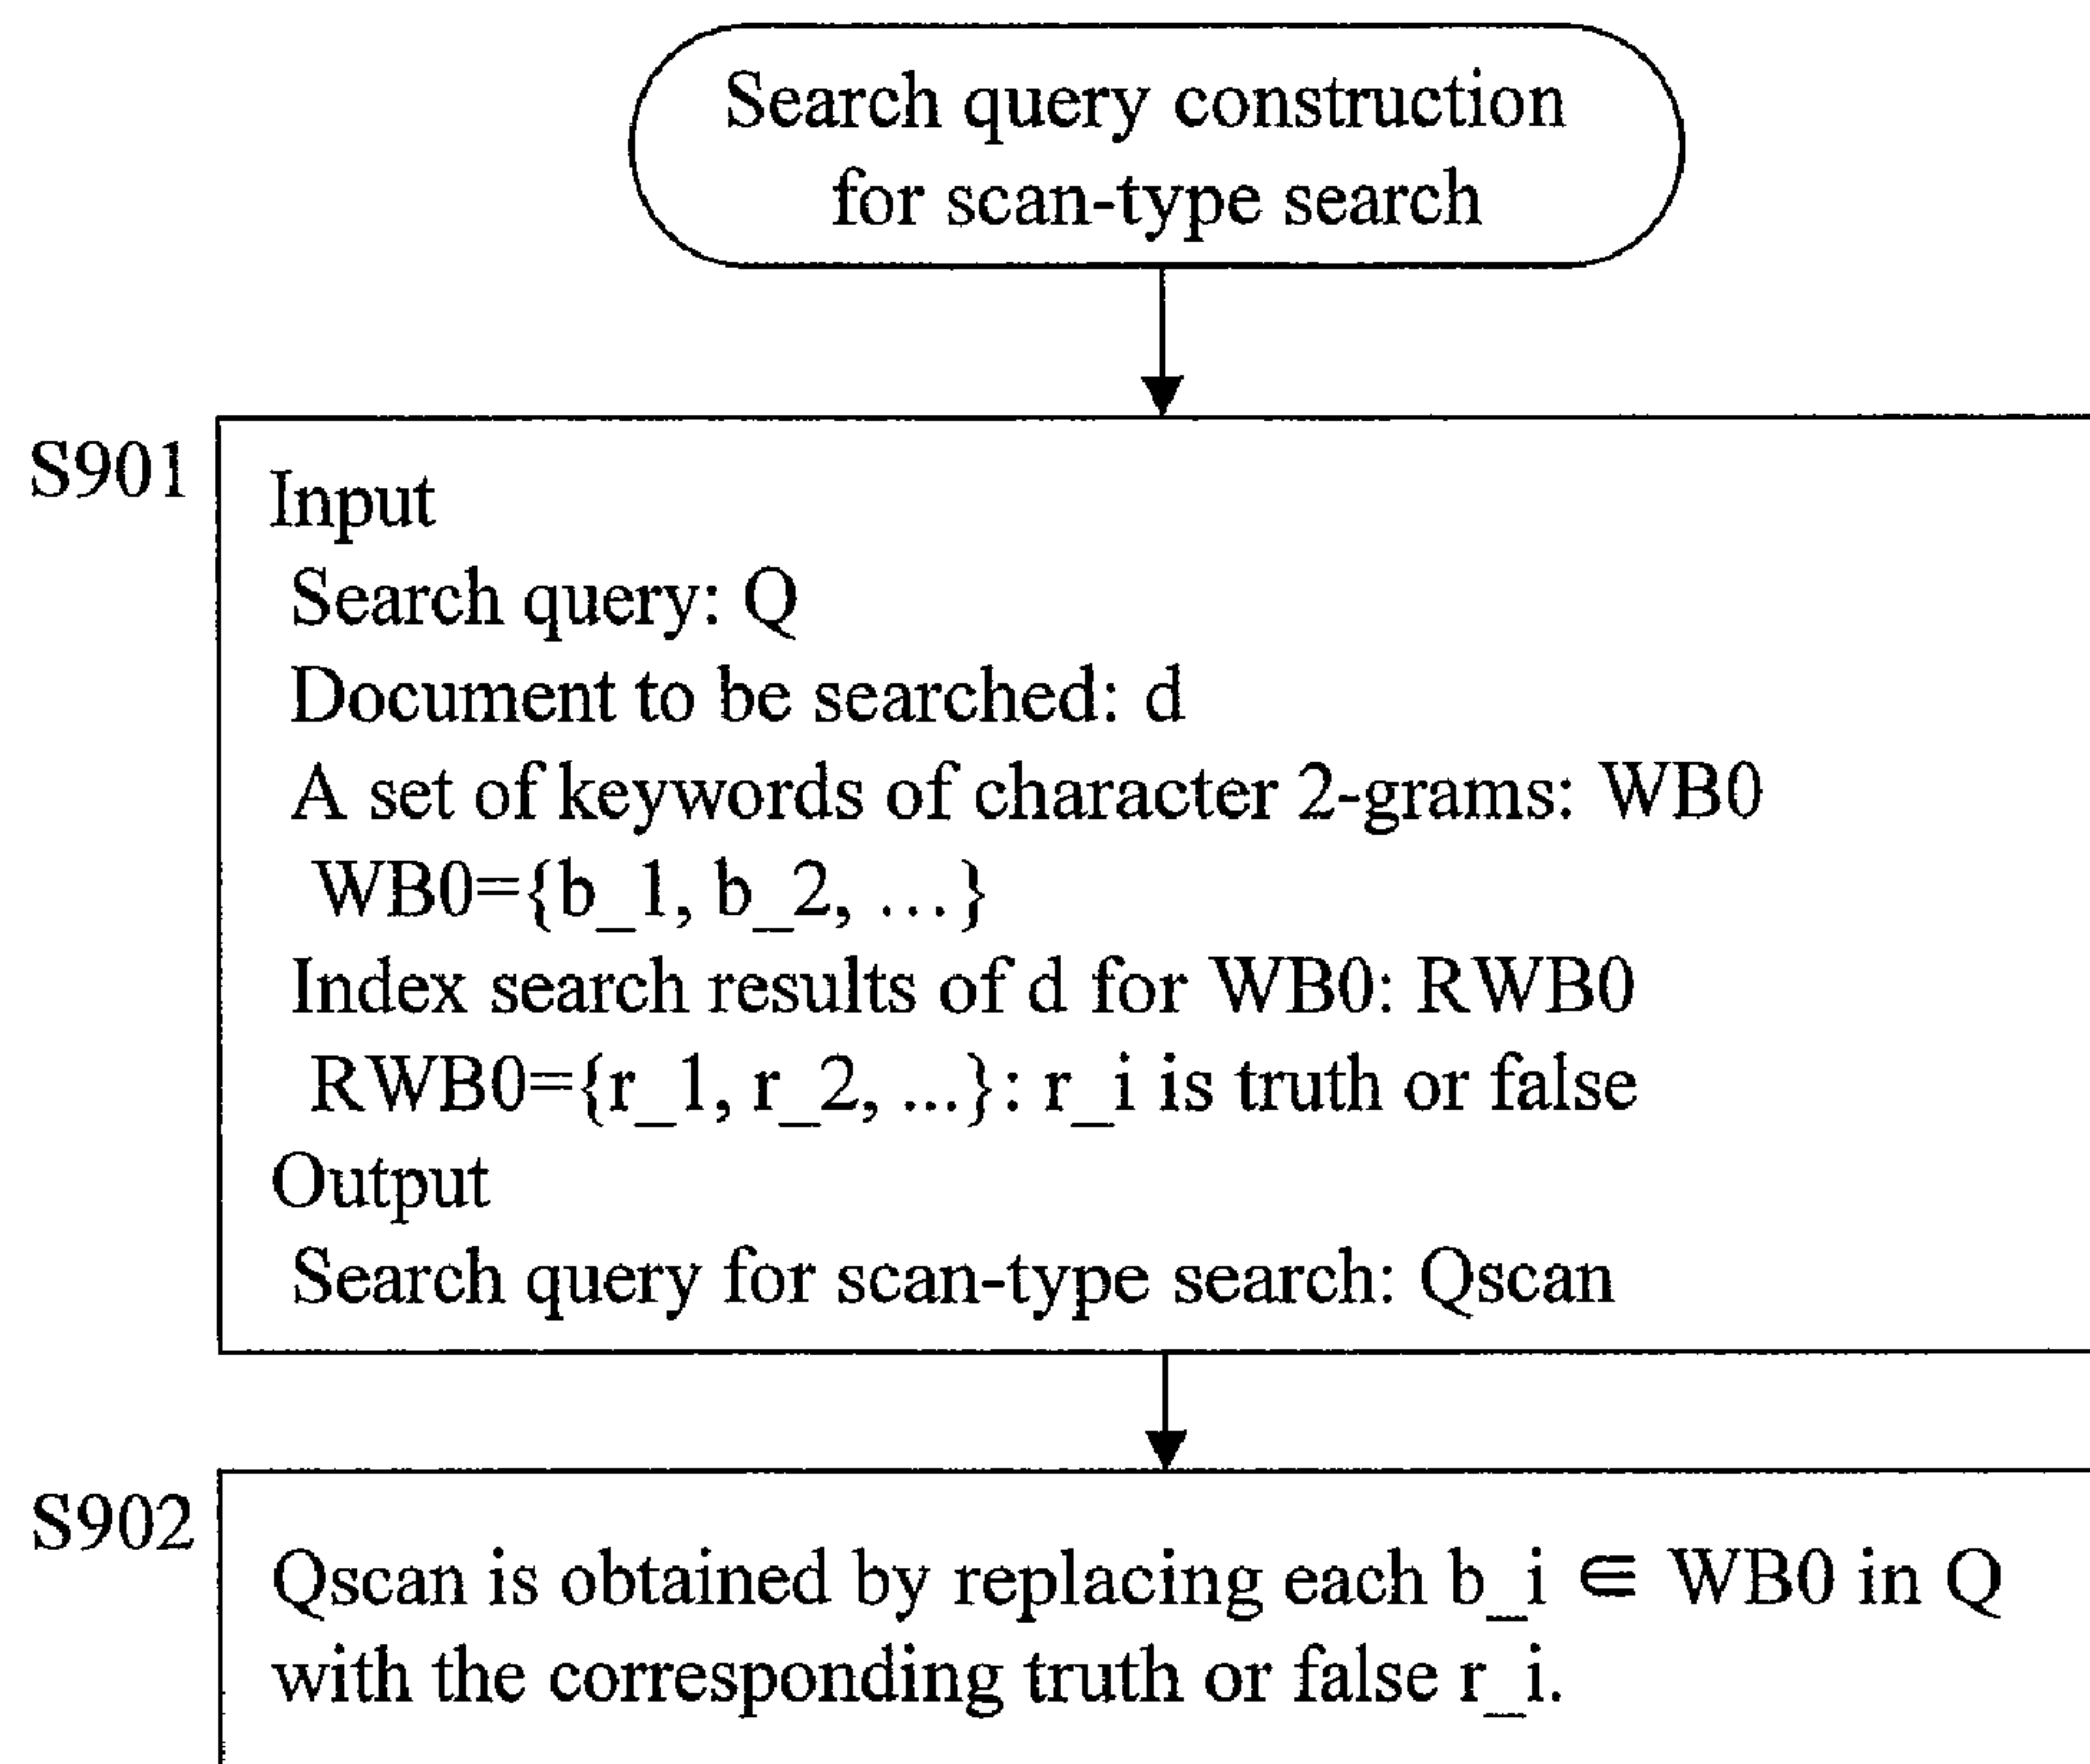 Search query construction
for scan-type search
S901
Input
Search query: Q
Document to be searched: d
A set of keywords of character 2-grams: WB0
WB0={b_1, b_2, ...}
Index search results of d for WB0: RWB0
RWB0={r_1, r_2, ...}: r_i is truth or false
Output
Search query for scan-type search: Qscan
S902
Qscan is obtained by replacing each b_i ∈ WB0 in Q
with the corresponding truth or false r_i.